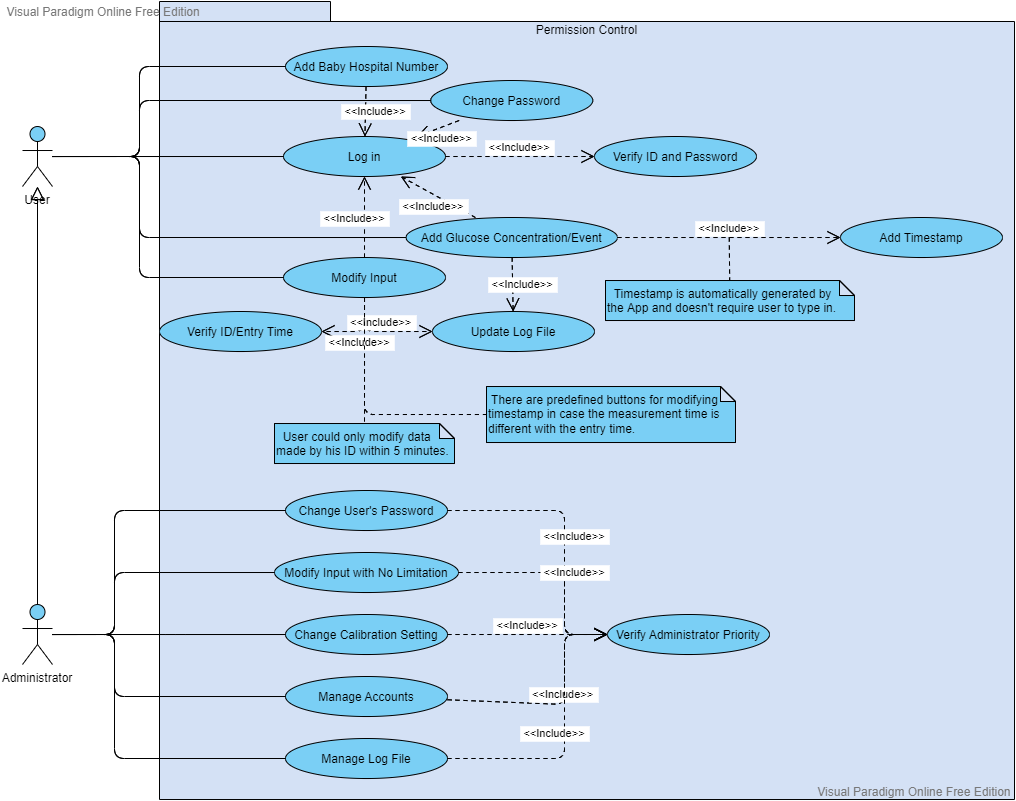 Visual Paradigm Online Free Edition
Permission Control
Add Baby Hospital Number
<<Include>>
Change Password
<<Include>>
<<Include>>
Log in
Verify ID and Password
User
<<Include>>
<<Include>>
<<Include>>
Add Glucose Concentration/Event
Add Timestamp
Modify Input
<<Include>>
Timestamp is automatically generated by
the App and doesn't require user to type in.
Verify ID/Entry Time
<<Include>>
<<Include>>
Update Log File
There are predefined buttons for modifying
timestamp in case the measurement time is
different with the entry time.
User could only modify data
made by his ID within 5 minutes.
Change User's Password
<<Include>>
Modify Input with No Limitation
<<Include>>
Change Calibration Setting
<<Include>>
Verify Administrator Priority
Administrator
Manage Accounts
<<Include>>
<<Include>>
Manage Log File
Visual Paradigm Online Free Edition